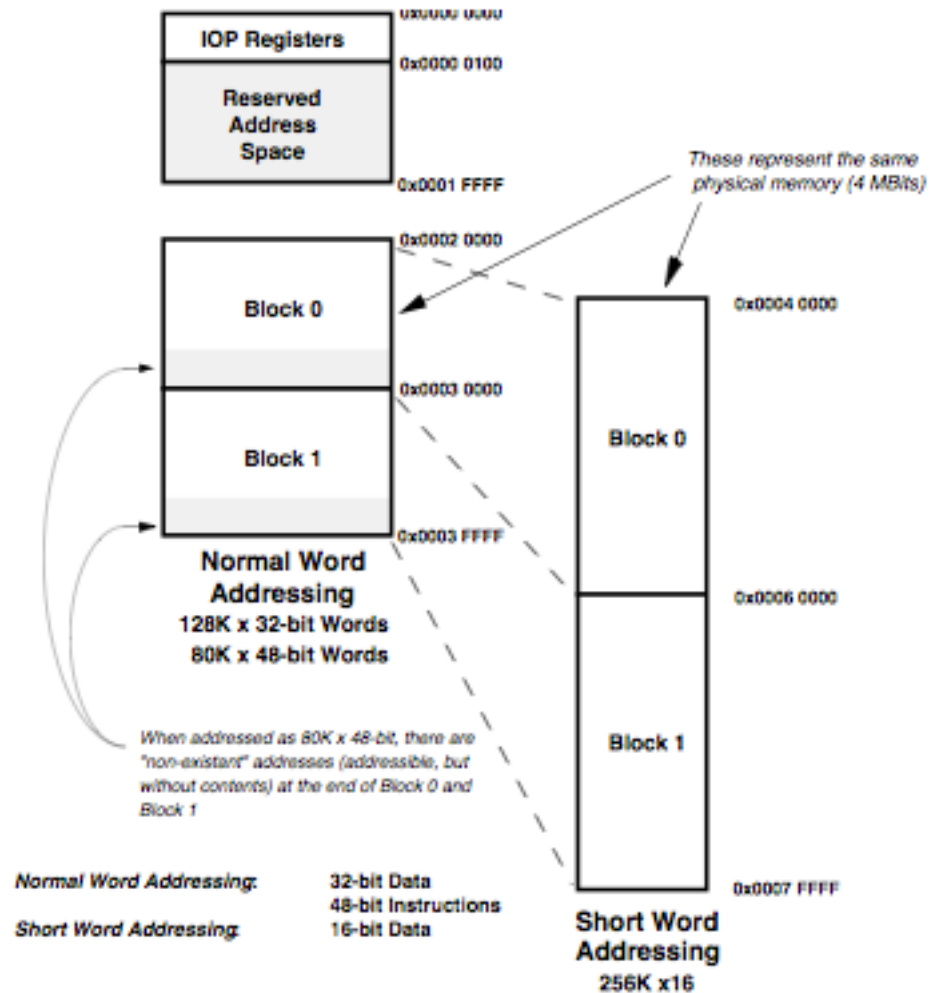 0x0000 0000
IOP Registers
0x0000 0100
Reserved
Address
Space
0x0001 FFFF
These represent the same
physical memory (4 MBits)
0x0002 0000
Block 0
0x0003 0000
Block 1
0x0003 FFFF
Normal Word
Addressing
128K x 32-bit Words
80K x 48-bit Words
0x0004 0000
Block 0
0x0006 0000
Block 1
0x0007 FFFF
Short Word
Addressing
256K x16
When addressed as 80K x 48-bit, there are
"non-existant" addresses (addressible, but
without contents) at the end of Block 0 and
Block 1
Normal Word Addressing: 32-bit Data
48-bit Instructions
Short Word Addressing: 16-bit Data